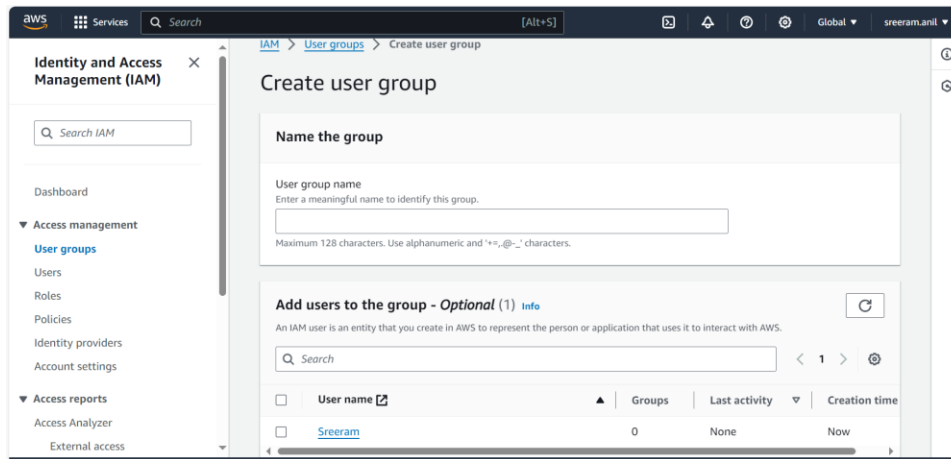 aws Services Search [Alt+S] Global sreeram.anil
IAM > User groups > Create user group
Identity and Access
Management (IAM)
Search IAM
Dashboard
Access management
User groups
Users
Roles
Policies
Identity providers
Account settings
Access reports
Access Analyzer
External access
Create user group
Name the group
User group name
Enter a meaningful name to identify this group.
Maximum 128 characters. Use alphanumeric and '+=,.@-_' characters.
Add users to the group - Optional (1) Info
An IAM user is an entity that you create in AWS to represent the person or application that uses it to interact with AWS.
Search
1
User name Groups Last activity Creation time
Sreeram 0 None Now